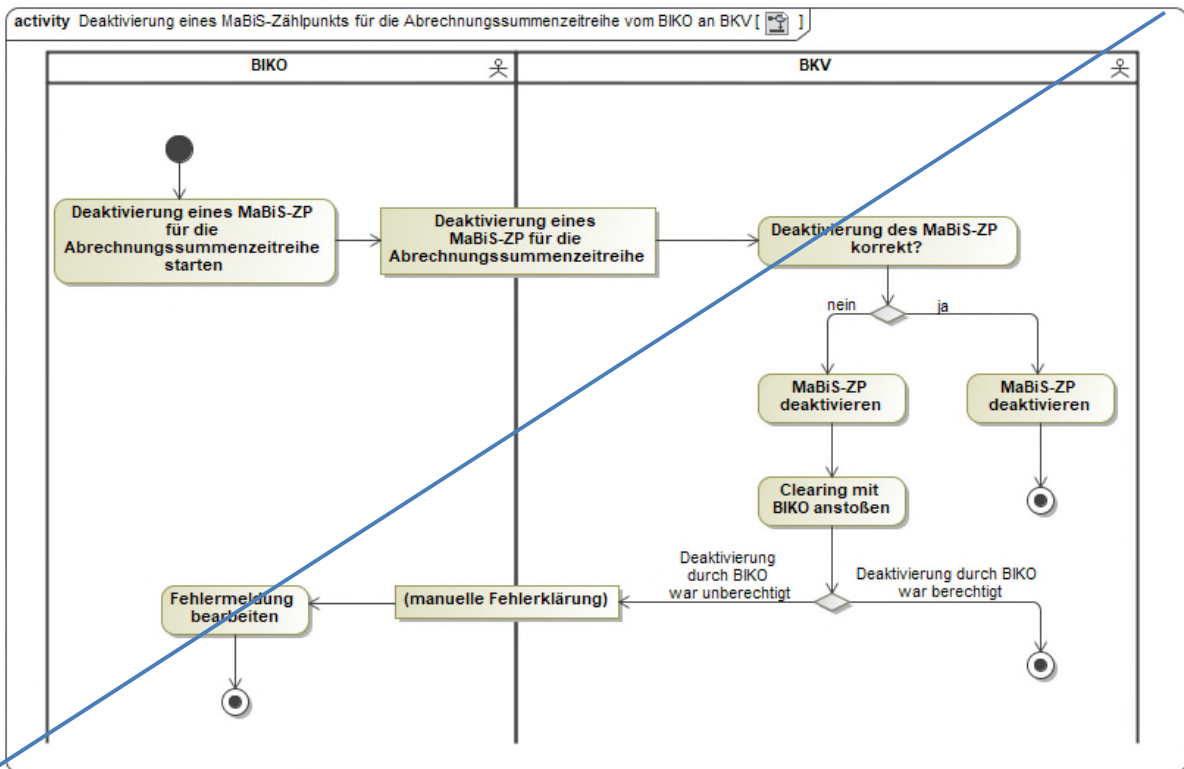 activity Deaktivierung eines MaBiS-Zählpunkts für die Abrechnungssummenzeitreihe vom BIKO an BKV [ ]
BIKO
BKV
Deaktivierung eines MaBiS-ZP
für die
Abrechnungssummenzeitreihe
starten
Deaktivierung eines
MaBiS-ZP für die
Abrechnungssummenzeitreihe
Deaktivierung des MaBiS-ZP
korrekt?
nein
ja
MaBiS-ZP
deaktivieren
MaBiS-ZP
deaktivieren
Clearing mit
BIKO anstoßen
Deaktivierung
durch BIKO
war unberechtigt
Deaktivierung durch BIKO
war berechtigt
(manuelle Fehlerklärung)
Fehlermeldung
bearbeiten